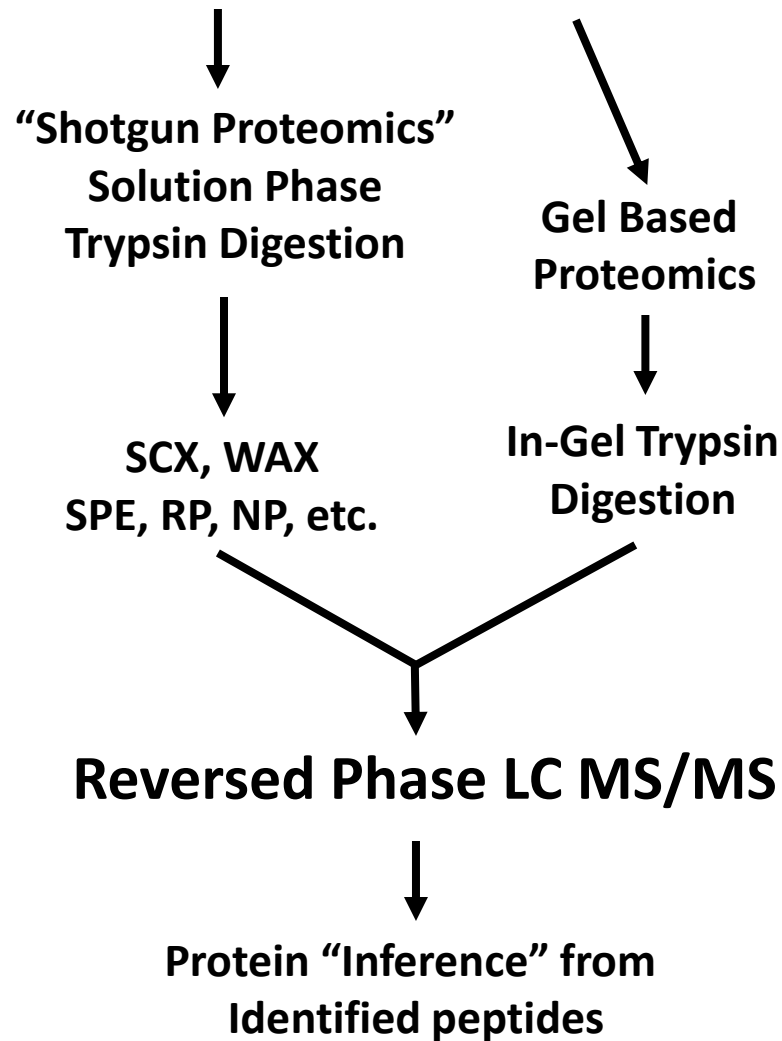 “Shotgun Proteomics”
Solution Phase
Trypsin Digestion
Gel Based
Proteomics
SCX, WAX
SPE, RP, NP, etc.
In-Gel Trypsin
Digestion
Reversed Phase LC MS/MS
Protein “Inference” from
Identified peptides